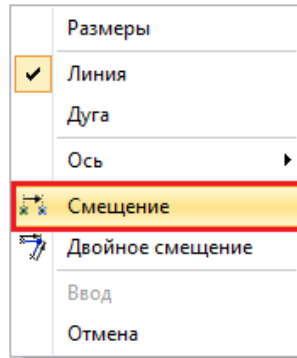 Размеры
Линия
Дуга
Ось
Смещение
Двойное смещение
Ввод
Отмена